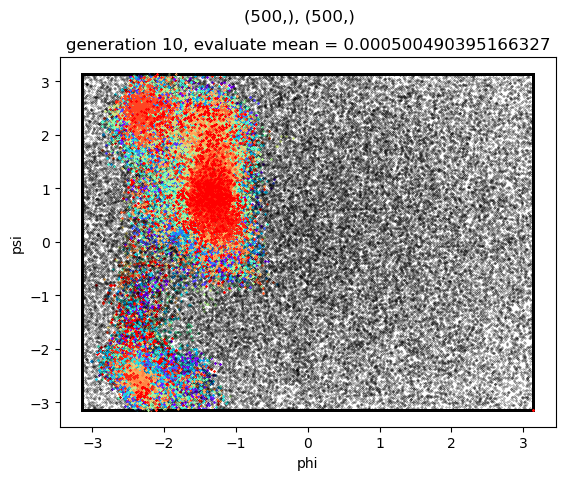 (500,), (500,)
generation 10, evaluate mean = 0.000500490395166327
3
2
1
0
−1
−2
−3
psi
−3 −2 −1 0 1 2 3
phi